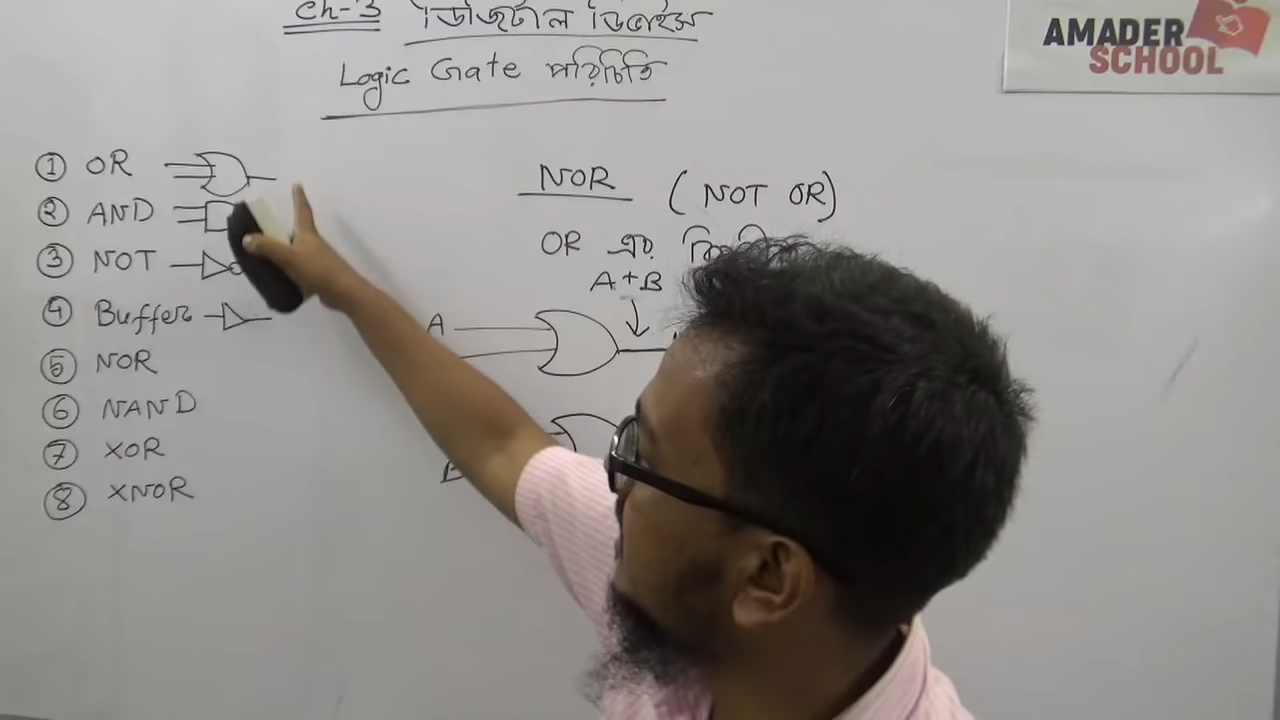 Ch-3 ডিজিটাল ডিভাইস
Logic Gate পরিচিতি
AMADER
SCHOOL
① OR
② AND
③ NOT
④ Buffer
⑤ NOR
⑥ NAND
⑦ XOR
⑧ XNOR
NOR (NOT OR)
OR এর
A+B
A
B